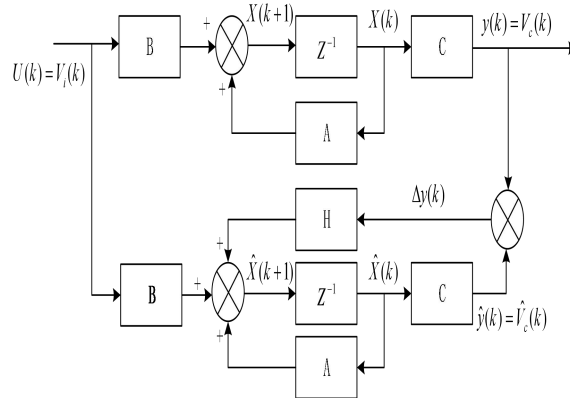 X(k+1) X(k) y(k)=V_c(k)
+ B Z⁻¹ C
U(k)=V_i(k)
+
A
Δy(k)
H
+
X̂(k+1) X̂(k)
B + Z⁻¹ C
ŷ(k)=V̂_c(k)
+
A